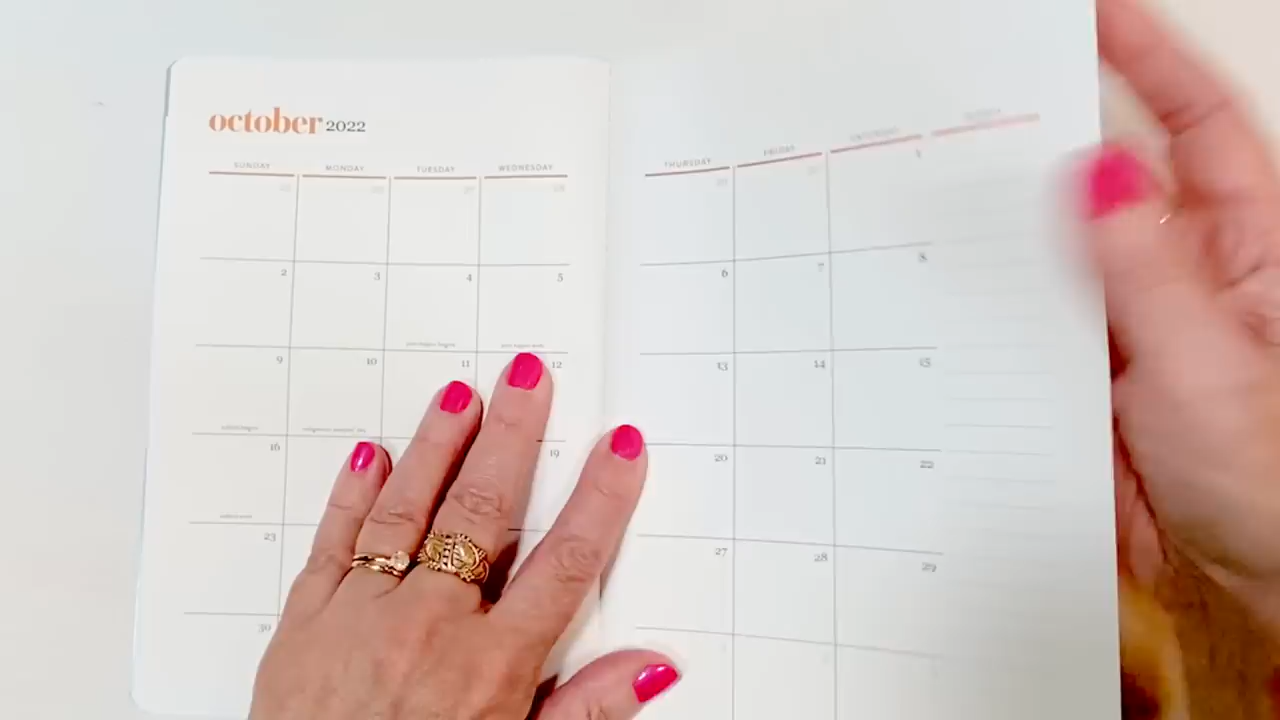 october 2022
SUNDAY MONDAY TUESDAY WEDNESDAY THURSDAY FRIDAY SATURDAY
1
2 3 4 5 6 7 8
9 10 11 12 13 14 15
16 19 20 21 22
23 27 28 29
30